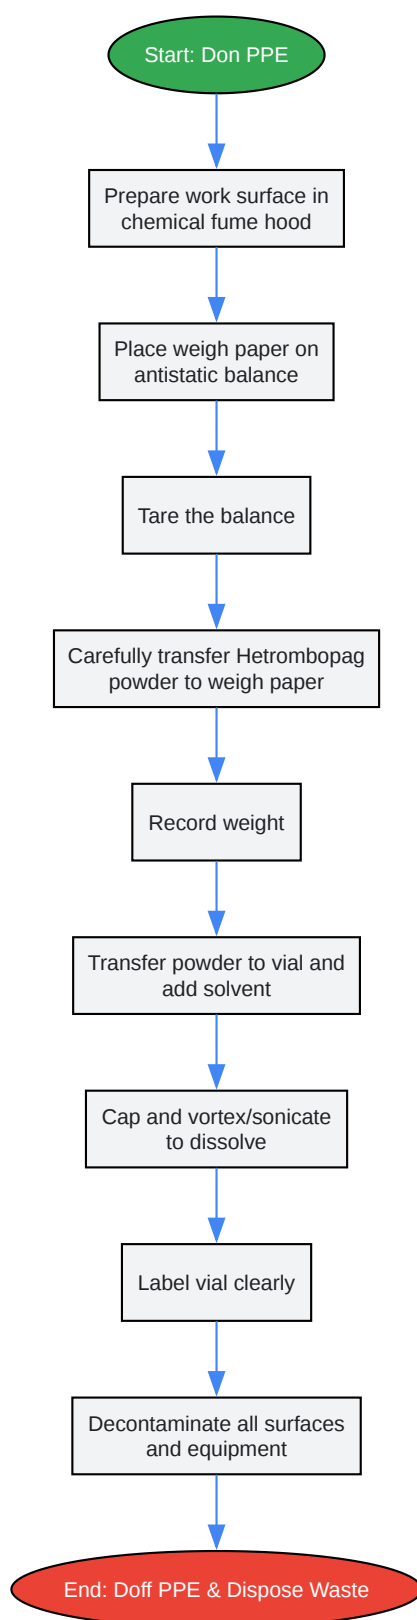 Start: Don PPE
Prepare work surface in
chemical fume hood
Place weigh paper on
antistatic balance
Tare the balance
Carefully transfer Hetrombopag
powder to weigh paper
Record weight
Transfer powder to vial and
add solvent
Cap and vortex/sonicate
to dissolve
Label vial clearly
Decontaminate all surfaces
and equipment
End: Doff PPE & Dispose Waste